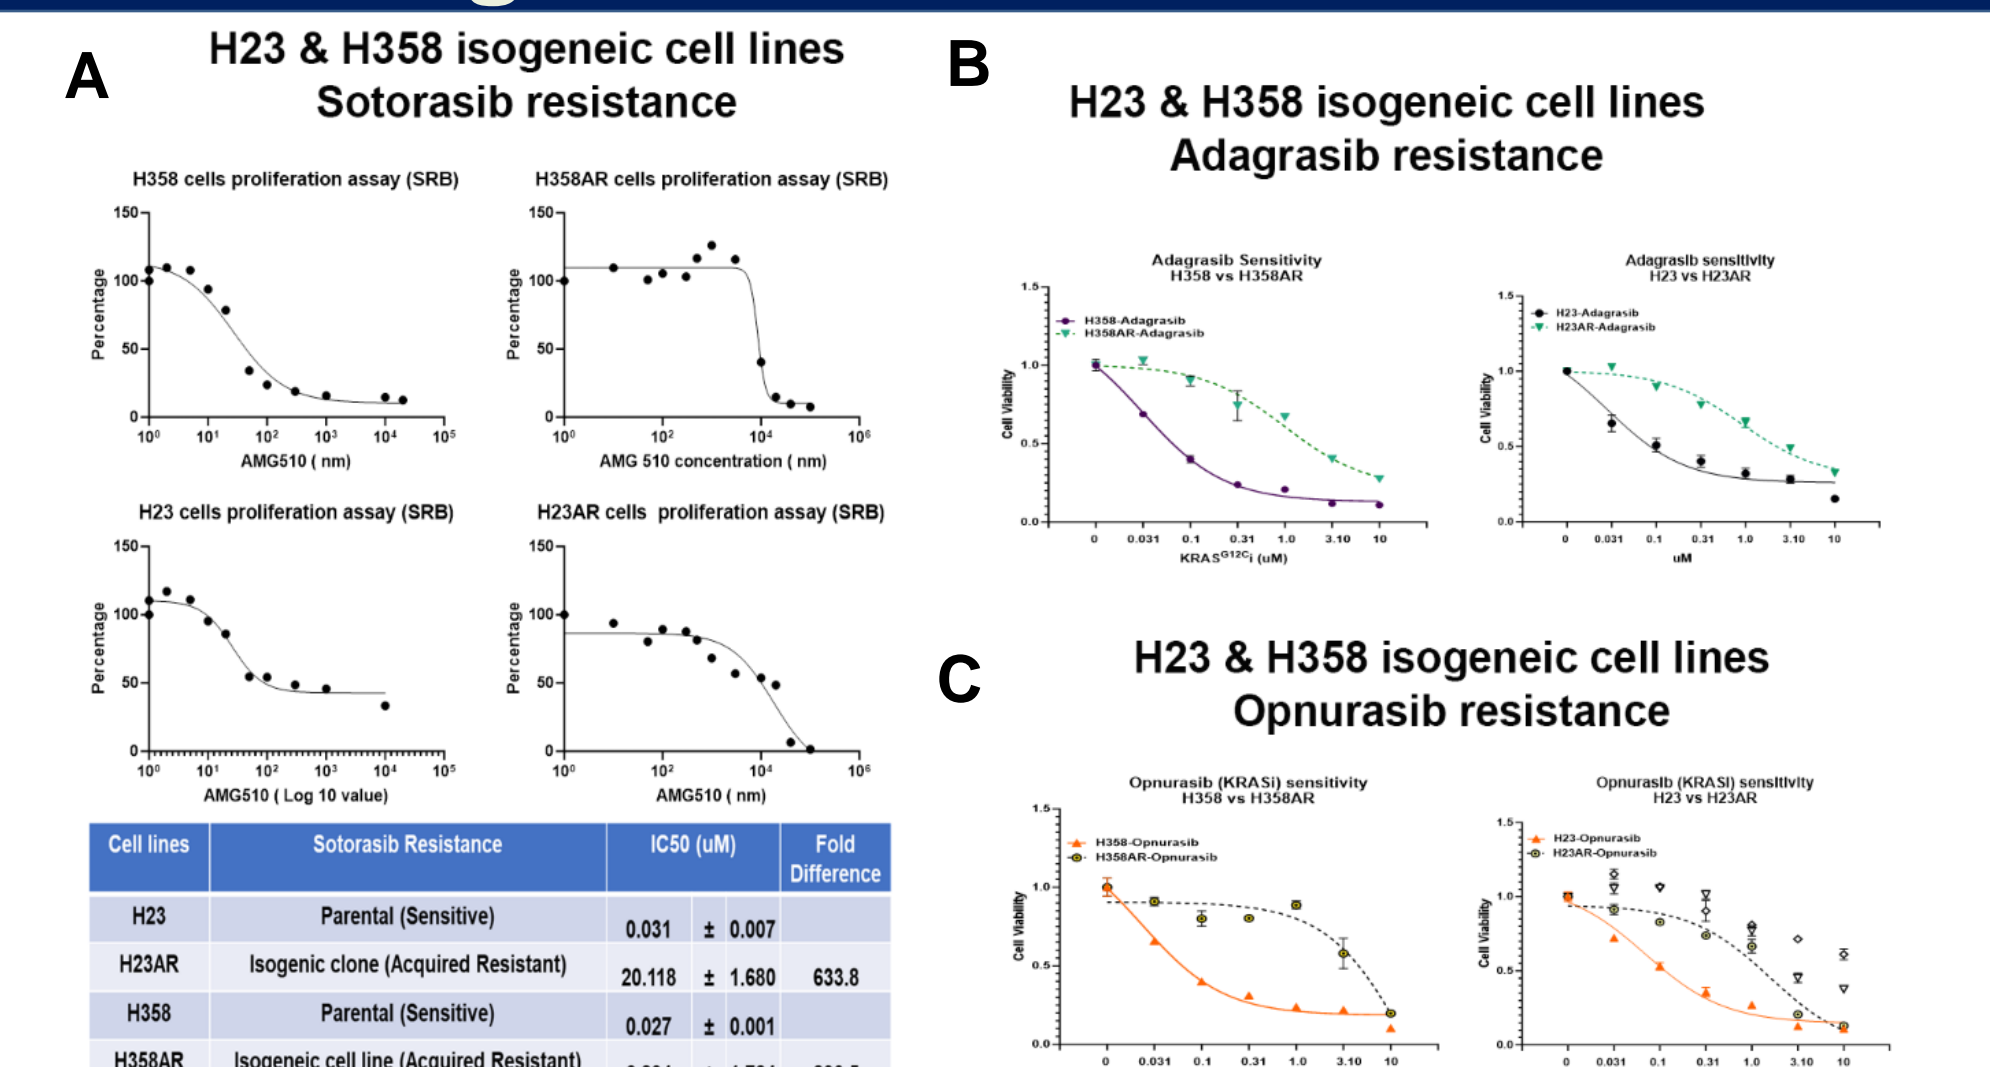 A
H23 & H358 isogeneic cell lines
Sotorasib resistance
H358 cells proliferation assay (SRB)
150
100
50
0
Percentage
10⁰ 10¹ 10² 10³ 10⁴ 10⁵
AMG510 ( nm)
H358AR cells proliferation assay (SRB)
150
100
50
0
Percentage
10⁰ 10² 10⁴ 10⁶
AMG 510 concentration ( nm)
H23 cells proliferation assay (SRB)
150
100
50
0
Percentage
10⁰ 10¹ 10² 10³ 10⁴ 10⁵
AMG510 ( Log 10 value)
H23AR cells proliferation assay (SRB)
150
100
50
0
Percentage
10⁰ 10² 10⁴ 10⁶
AMG510 ( nm)
Cell lines Sotorasib Resistance IC50 (uM) Fold
Difference
H23 Parental (Sensitive) 0.031 ± 0.007
H23AR Isogenic clone (Acquired Resistant) 20.118 ± 1.680 633.8
H358 Parental (Sensitive) 0.027 ± 0.001
H358AR Isogeneic cell line (Acquired Resistant)
B
H23 & H358 isogeneic cell lines
Adagrasib resistance
Adagrasib Sensitivity
H358 vs H358AR
1.5
1.0
0.5
0.0
Cell Viability
H358-Adagrasib
H358AR-Adagrasib
0 0.031 0.1 0.31 1.0 3.10 10
KRASᴳ¹²ᶜi (uM)
Adagrasib sensitivity
H23 vs H23AR
1.5
1.0
0.5
0.0
Cell Viability
H23-Adagrasib
H23AR-Adagrasib
0 0.031 0.1 0.31 1.0 3.10 10
uM
C
H23 & H358 isogeneic cell lines
Opnurasib resistance
Opnurasib (KRASi) sensitivity
H358 vs H358AR
1.5
1.0
0.5
0.0
Cell Viability
H358-Opnurasib
H358AR-Opnurasib
0 0.031 0.1 0.31 1.0 3.10 10
Opnurasib (KRASi) sensitivity
H23 vs H23AR
1.5
1.0
0.5
0.0
Cell Viability
H23-Opnurasib
H23AR-Opnurasib
0 0.031 0.1 0.31 1.0 3.10 10